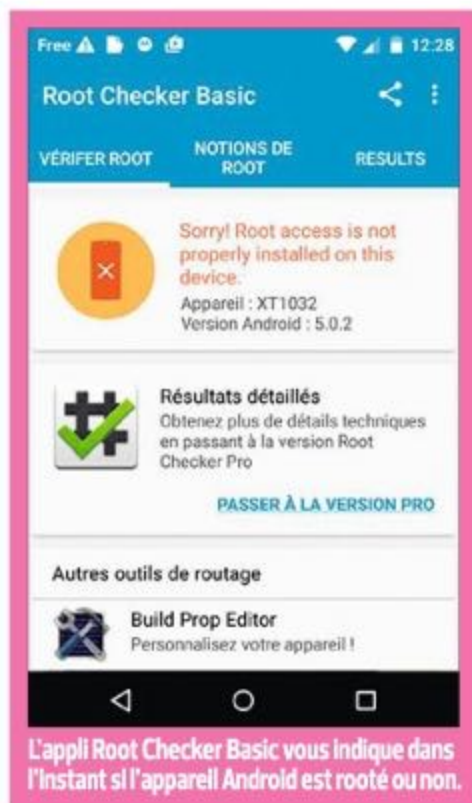 Free 12:28
Root Checker Basic
VÉRIFER ROOT
NOTIONS DE
ROOT
RESULTS
Sorry! Root access is not
properly installed on this
device.
Appareil : XT1032
Version Android : 5.0.2
Résultats détaillés
Obtenez plus de détails techniques
en passant à la version Root
Checker Pro
PASSER À LA VERSION PRO
Autres outils de routage
Build Prop Editor
Personnalisez votre appareil !
L'appli Root Checker Basic vous indique dans
l'instant si l'appareil Android est rooté ou non.